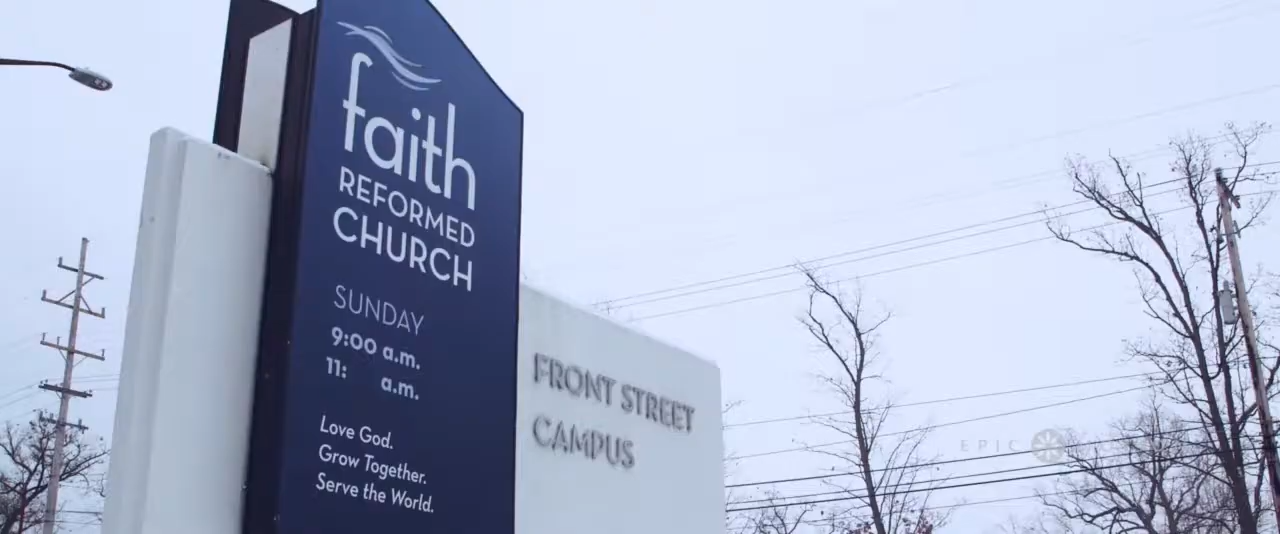 faith
REFORMED
CHURCH
SUNDAY
9:00 a.m.
11: a.m.
Love God.
Grow Together.
Serve the World.
FRONT STREET
CAMPUS
EPIC